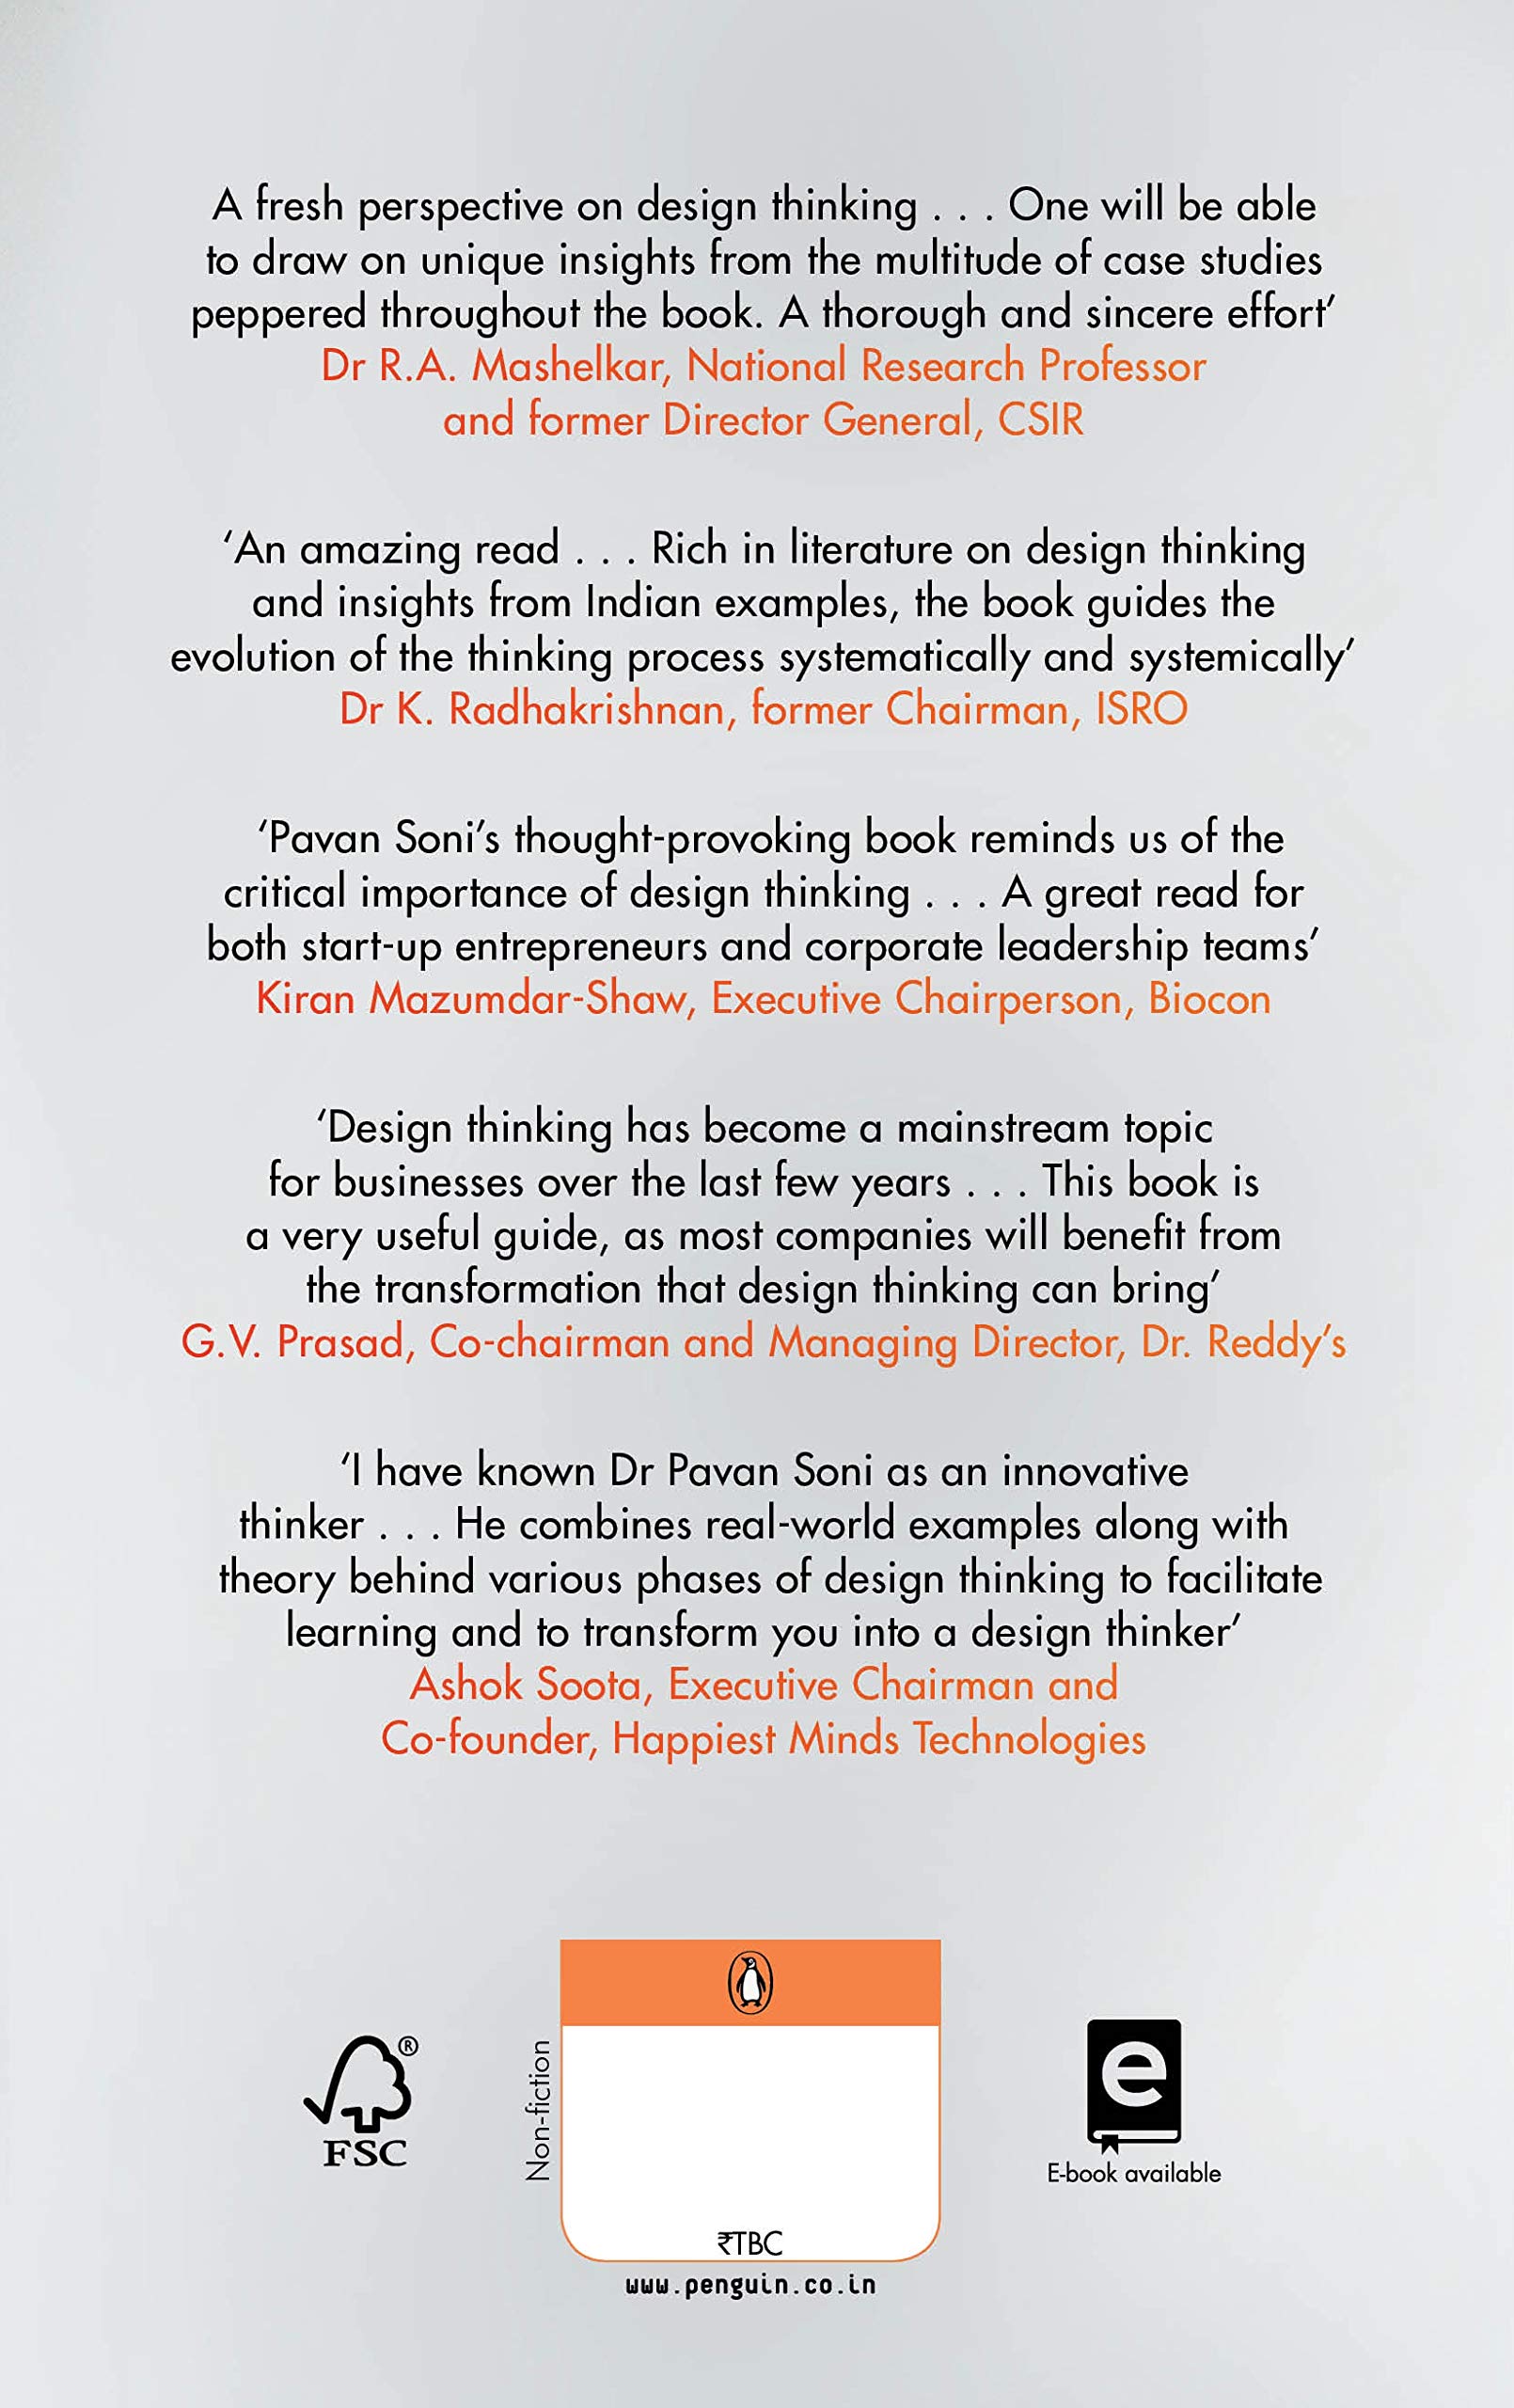 A fresh perspective on design thinking . . . One will be able
to draw on unique insights from the multitude of case studies
peppered throughout the book. A thorough and sincere effort’
Dr R.A. Mashelkar, National Research Professor
and former Director General, CSIR
‘An amazing read . . . Rich in literature on design thinking
and insights from Indian examples, the book guides the
evolution of the thinking process systematically and systemically’
Dr K. Radhakrishnan, former Chairman, ISRO
‘Pavan Soni’s thought-provoking book reminds us of the
critical importance of design thinking . . . A great read for
both start-up entrepreneurs and corporate leadership teams’
Kiran Mazumdar-Shaw, Executive Chairperson, Biocon
‘Design thinking has become a mainstream topic
for businesses over the last few years . . . This book is
a very useful guide, as most companies will benefit from
the transformation that design thinking can bring’
G.V. Prasad, Co-chairman and Managing Director, Dr. Reddy’s
‘I have known Dr Pavan Soni as an innovative
thinker . . . He combines real-world examples along with
theory behind various phases of design thinking to facilitate
learning and to transform you into a design thinker’
Ashok Soota, Executive Chairman and
Co-founder, Happiest Minds Technologies
®
FSC
Non-fiction
₹TBC
www.penguin.co.in
e
E-book available